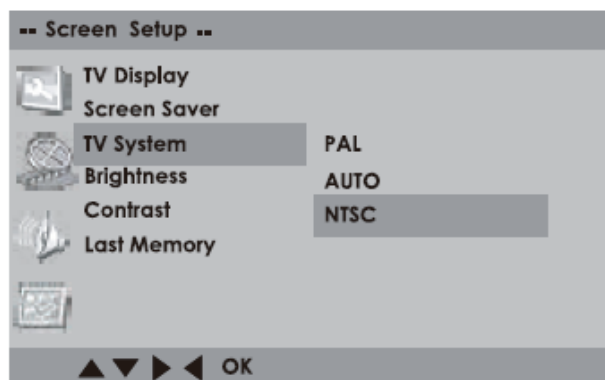 -- Screen Setup --
TV Display
Screen Saver
TV System
PAL
Brightness
AUTO
Contrast
NTSC
Last Memory
▲ ▼ ▶ ◀ OK